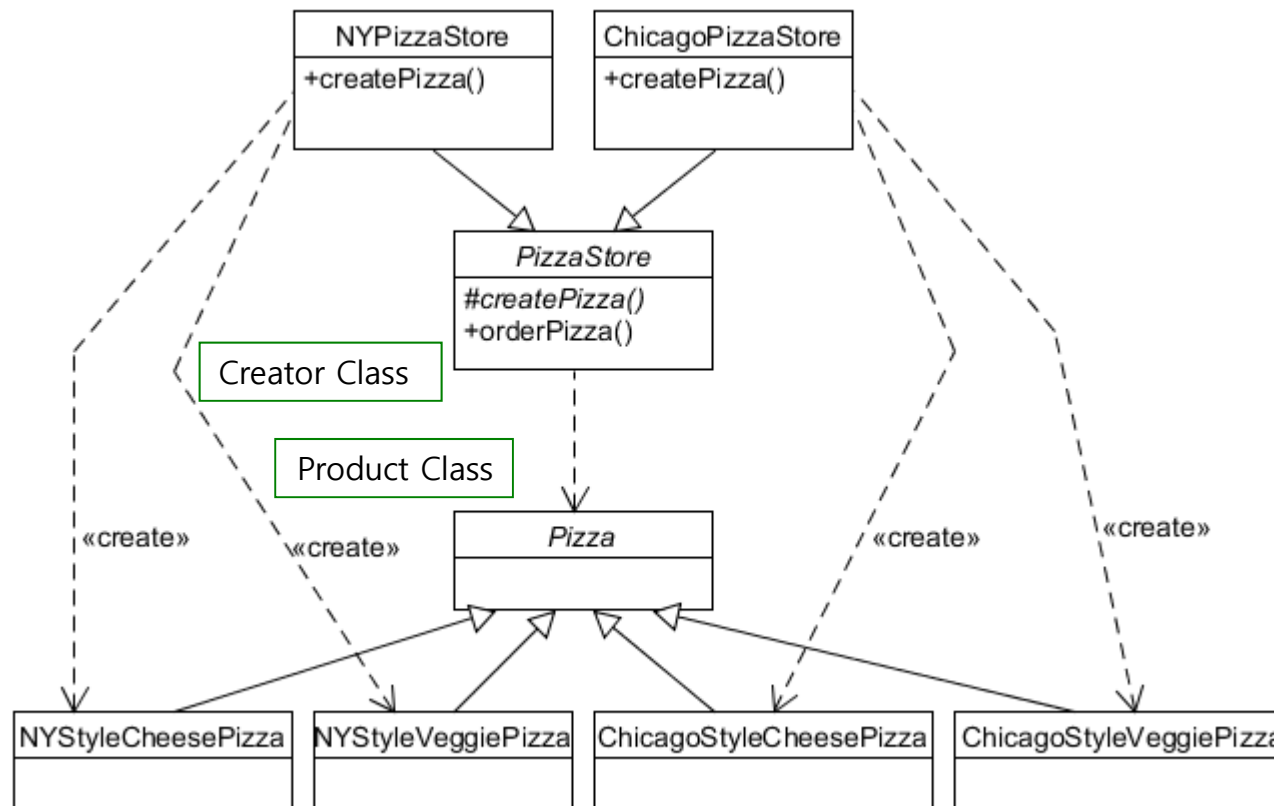 NYPizzaStore
+createPizza()
ChicagoPizzaStore
+createPizza()
PizzaStore
#createPizza()
+orderPizza()
Creator Class
Product Class
«create»
«create»
Pizza
«create»
«create»
NYStyleCheesePizza
NYStyleVeggiePizza
ChicagoStyleCheesePizza
ChicagoStyleVeggiePizza